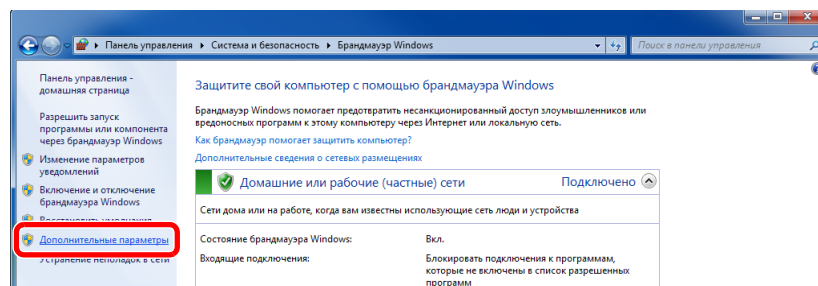 Панель управления ▸ Система и безопасность ▸ Брандмауэр Windows
Поиск в панели управления
Панель управления -
домашняя страница
Разрешить запуск
программы или компонента
через брандмауэр Windows
Изменение параметров
уведомлений
Включение и отключение
брандмауэра Windows
Восстановить умолчания
Дополнительные параметры
Устранение неполадок в сети
Защитите свой компьютер с помощью брандмауэра Windows
Брандмауэр Windows помогает предотвратить несанкционированный доступ злоумышленников или
вредоносных программ к этому компьютеру через Интернет или локальную сеть.
Как брандмауэр помогает защитить компьютер?
Дополнительные сведения о сетевых размещениях
Домашние или рабочие (частные) сети Подключено
Сети дома или на работе, когда вам известны использующие сеть люди и устройства
Состояние брандмауэра Windows: Вкл.
Входящие подключения: Блокировать подключения к программам,
которые не включены в список разрешенных
программ